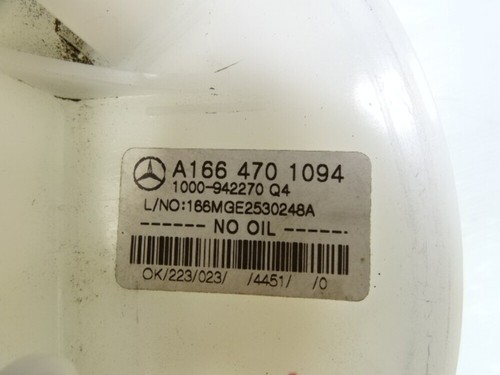 A166 470 1094
1000-942270 Q4
L/NO:166MGE2530248A
----- NO OIL -----
OK/223/023/ /4451/ /0